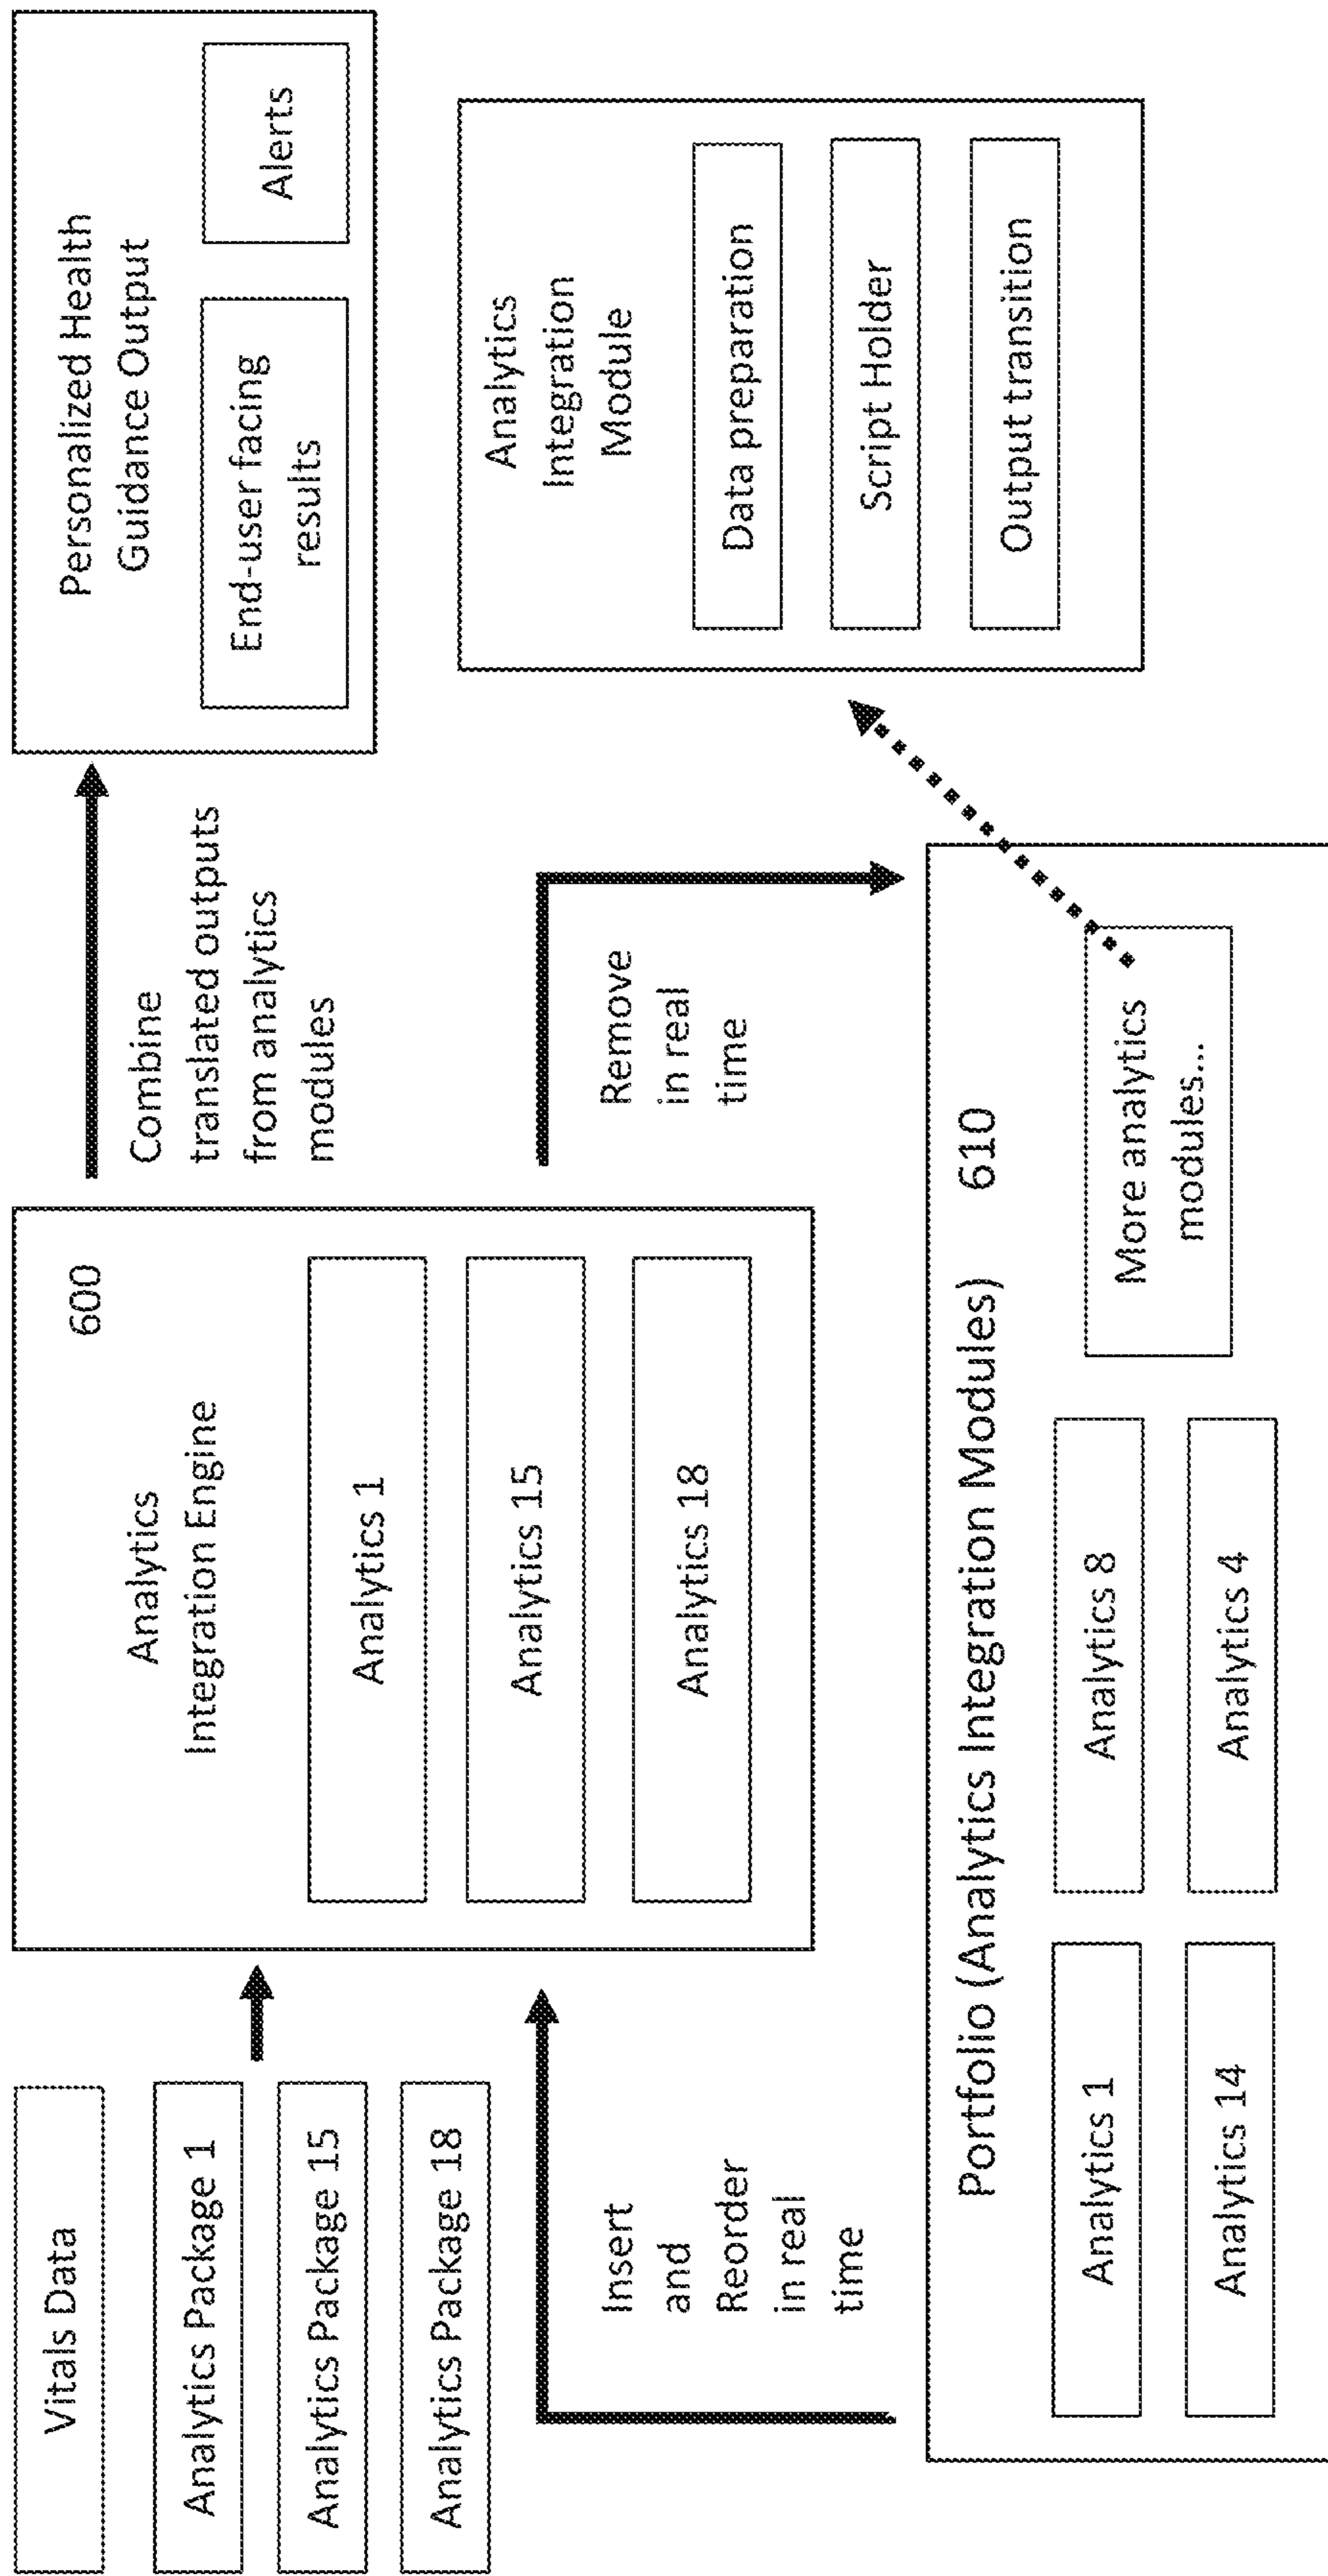 Vitals Data
Analytics Package 1
Analytics Package 15
Analytics Package 18
Insert
and
Reorder
in real
time
600
Analytics
Integration Engine
Analytics 1
Analytics 15
Analytics 18
Combine
translated outputs
from analytics
modules
Remove
in real
time
Personalized Health
Guidance Output
End-user facing
results
Alerts
Portfolio (Analytics Integration Modules) 610
Analytics 1
Analytics 8
Analytics 14
Analytics 4
More analytics
modules...
Analytics
Integration
Module
Data preparation
Script Holder
Output transition